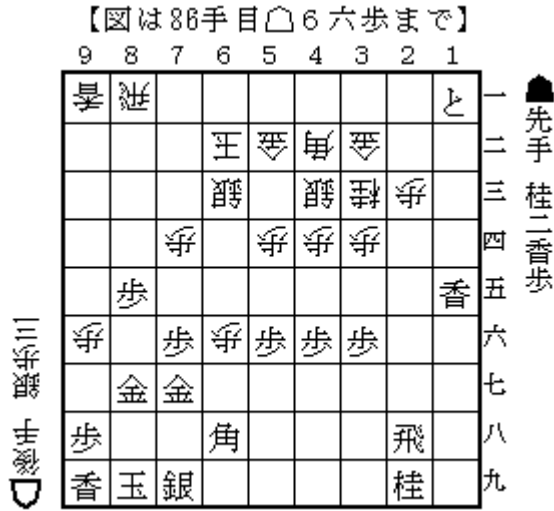 【図は86手目☖６六歩まで】
9 8 7 6 5 4 3 2 1
香 飛 と 一
王 金 角 金 二
銀 銀 桂 歩 三
歩 歩 歩 歩 四
歩 香 五
歩 歩 歩 歩 歩 歩 六
金 金 七
歩 角 飛 八
香 玉 銀 桂 九
☗先手 桂二香歩
☖後手 銀歩三